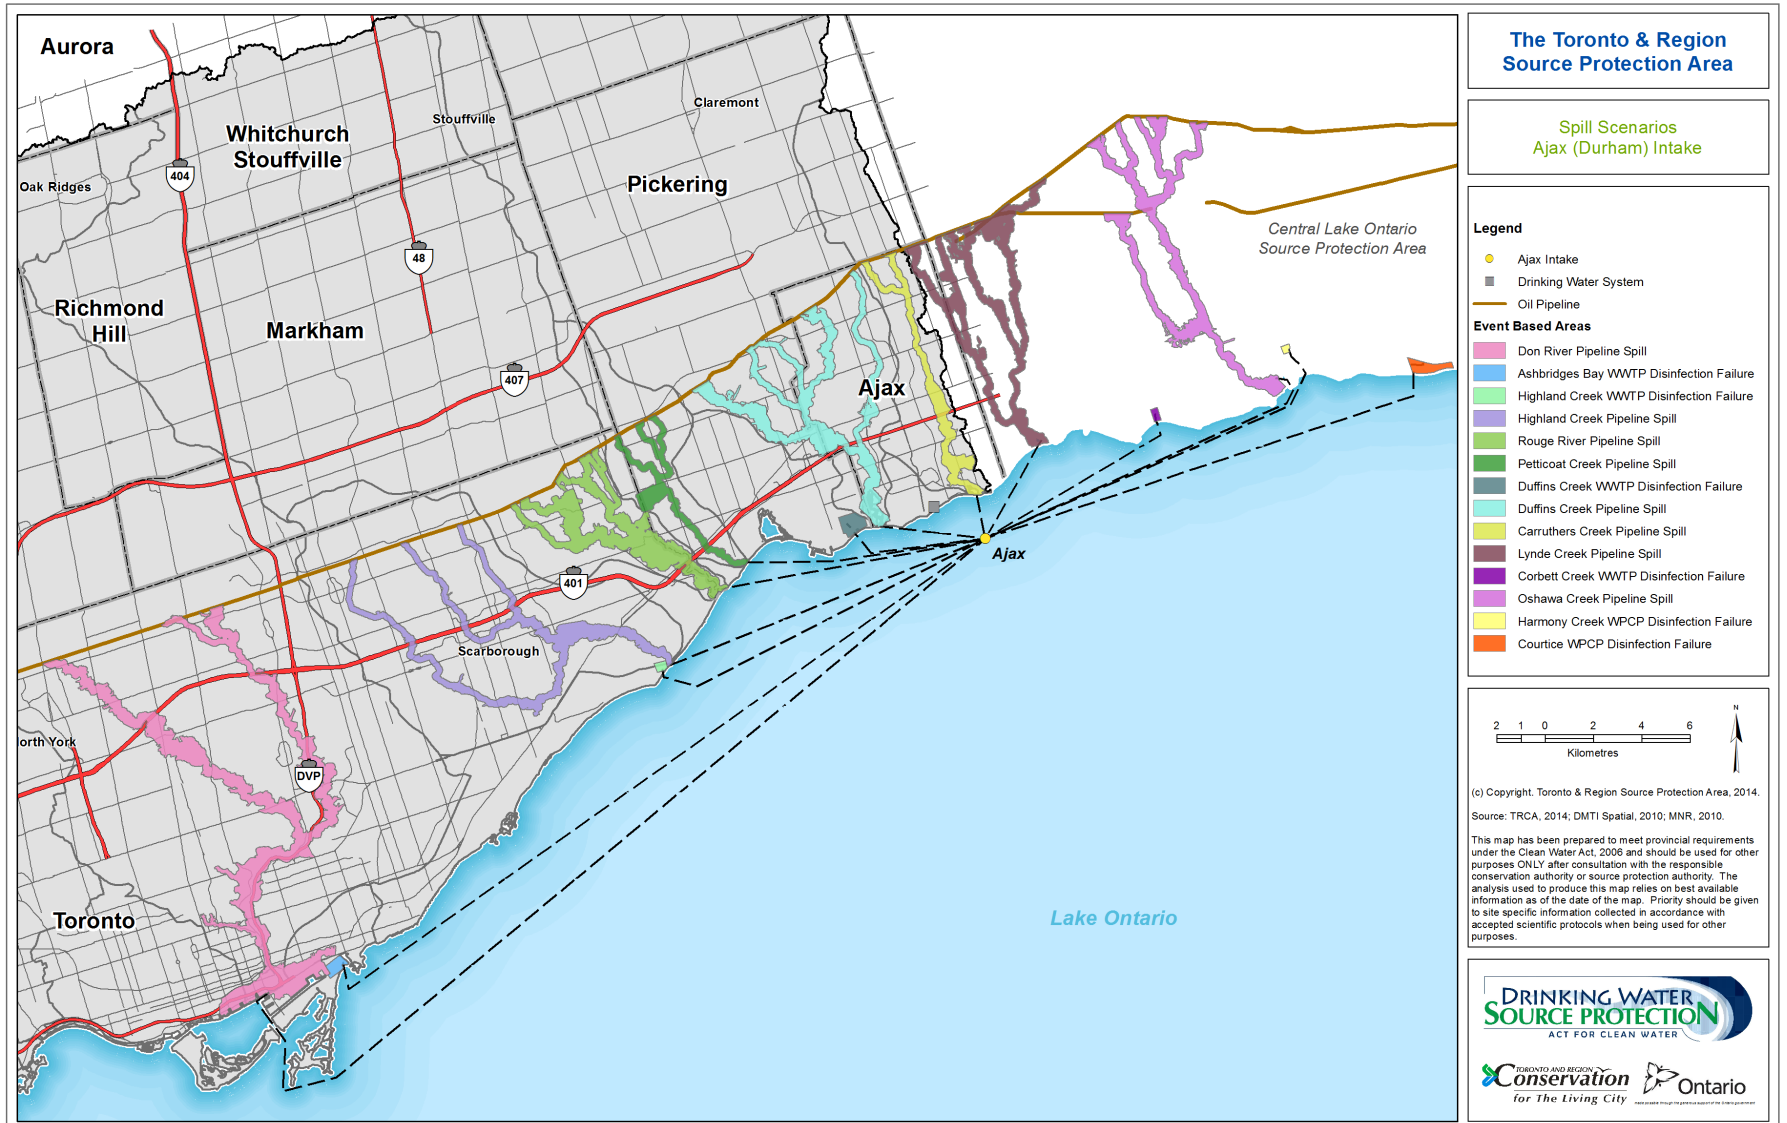 Aurora
Whitchurch
Stouffville
Stouffville
Claremont
404
Oak Ridges
Pickering
48
Richmond
Hill
Markham
407
Ajax
401
Scarborough
DVP
Toronto
Ajax
Lake Ontario
Central Lake Ontario
Source Protection Area
The Toronto & Region
Source Protection Area
Spill Scenarios
Ajax (Durham) Intake
Legend
Ajax Intake
Drinking Water System
Oil Pipeline
Event Based Areas
Don River Pipeline Spill
Ashbridges Bay WWTP Disinfection Failure
Highland Creek WWTP Disinfection Failure
Highland Creek Pipeline Spill
Rouge River Pipeline Spill
Petticoat Creek Pipeline Spill
Duffins Creek WWTP Disinfection Failure
Duffins Creek Pipeline Spill
Carruthers Creek Pipeline Spill
Lynde Creek Pipeline Spill
Corbett Creek WWTP Disinfection Failure
Oshawa Creek Pipeline Spill
Harmony Creek WPCP Disinfection Failure
Courtice WPCP Disinfection Failure
2 1 0 2 4 6
Kilometres
N
(c) Copyright. Toronto & Region Source Protection Area, 2014.
Source: TRCA, 2014; DMTI Spatial, 2010; MNR, 2010.
This map has been prepared to meet provincial requirements
under the Clean Water Act, 2006 and should be used for other
purposes ONLY after consultation with the responsible
conservation authority or source protection authority. The
analysis used to produce this map relies on best available
information as of the date of the map. Priority should be given
to site specific information collected in accordance with
accepted scientific protocols when being used for other
purposes.
DRINKING WATER
SOURCE PROTECTION
ACT FOR CLEAN WATER
TORONTO AND REGION
Conservation
for The Living City
Ontario
orth York